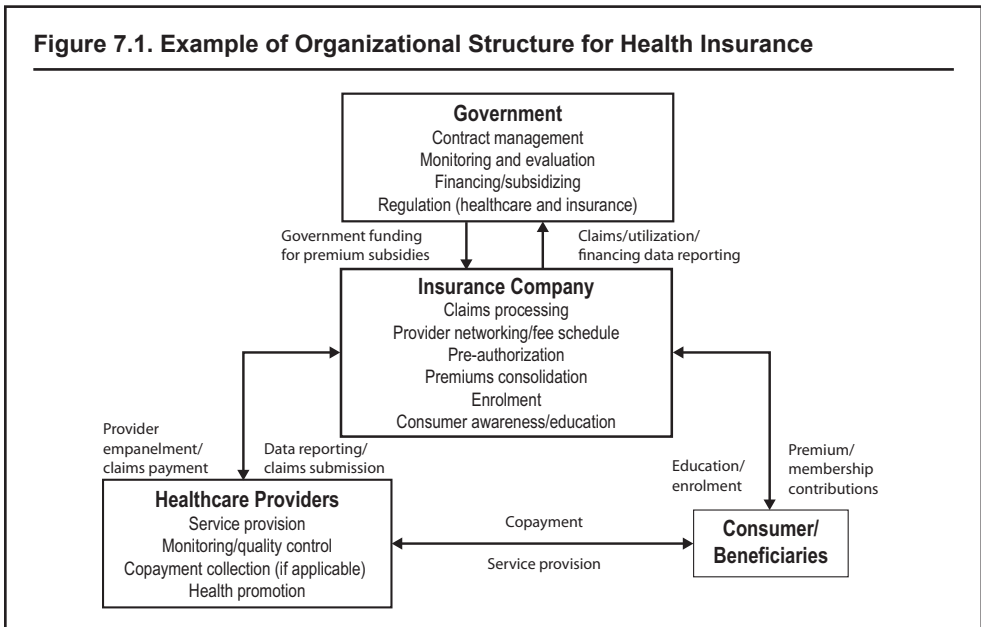 Figure 7.1. Example of Organizational Structure for Health Insurance
Government
Contract management
Monitoring and evaluation
Financing/subsidizing
Regulation (healthcare and insurance)
Government funding
for premium subsidies
Claims/utilization/
financing data reporting
Insurance Company
Claims processing
Provider networking/fee schedule
Pre-authorization
Premiums consolidation
Enrolment
Consumer awareness/education
Provider
empanelment/
claims payment
Data reporting/
claims submission
Education/
enrolment
Premium/
membership
contributions
Healthcare Providers
Service provision
Monitoring/quality control
Copayment collection (if applicable)
Health promotion
Copayment
Service provision
Consumer/
Beneficiaries